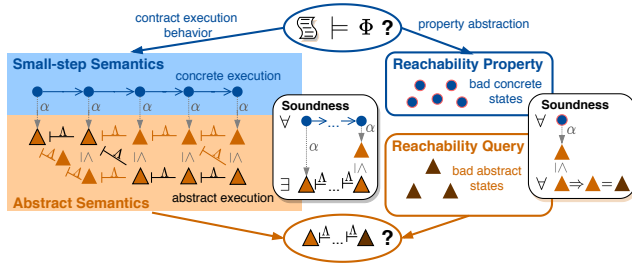 contract execution
behavior
⊨ Φ ?
property abstraction
Small-step Semantics
concrete execution
α α α α α
Abstract Semantics
abstract execution
Soundness
∀ ... α
α
≤
∃ ...
Reachability Property
bad concrete
states
Reachability Query
bad abstract
states
Soundness
∀
α
≤
∀ ⇒ =
... ?